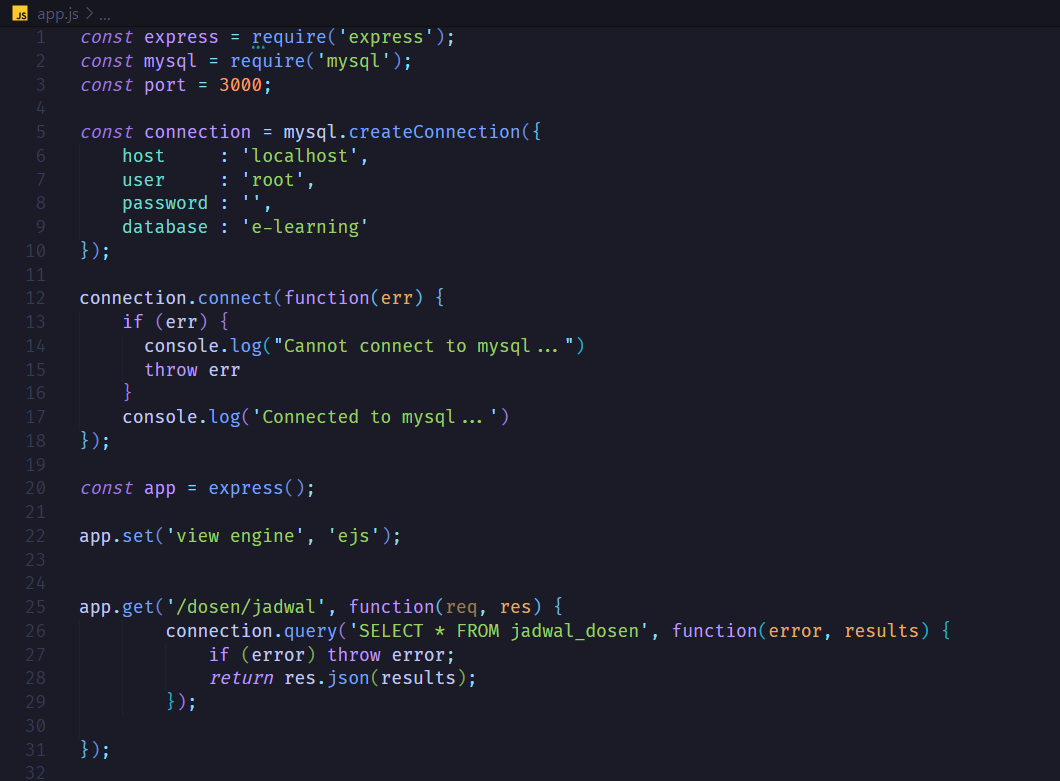 JS app.js > ...
1 const express = require('express');
2 const mysql = require('mysql');
3 const port = 3000;
4
5 const connection = mysql.createConnection({
6     host     : 'localhost',
7     user     : 'root',
8     password : '',
9     database : 'e-learning'
10 });
11
12 connection.connect(function(err) {
13     if (err) {
14       console.log("Cannot connect to mysql...")
15       throw err
16     }
17     console.log('Connected to mysql...')
18 });
19
20 const app = express();
21
22 app.set('view engine', 'ejs');
23
24
25 app.get('/dosen/jadwal', function(req, res) {
26         connection.query('SELECT * FROM jadwal_dosen', function(error, results) {
27             if (error) throw error;
28             return res.json(results);
29         });
30
31 });
32